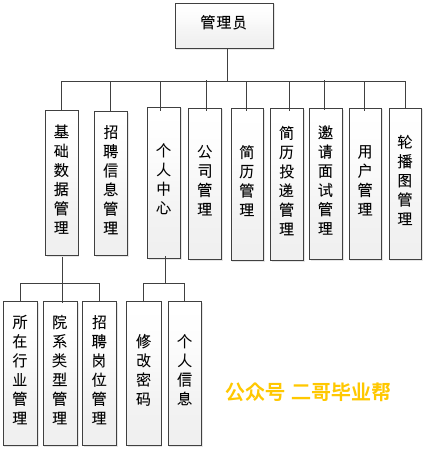 管理员
基础数据管理
招聘信息管理
个人中心
公司管理
简历管理
简历投递管理
邀请面试管理
用户管理
轮播图管理
所在行业管理
院系类型管理
招聘岗位管理
修改密码
个人信息
公众号 二哥毕业帮